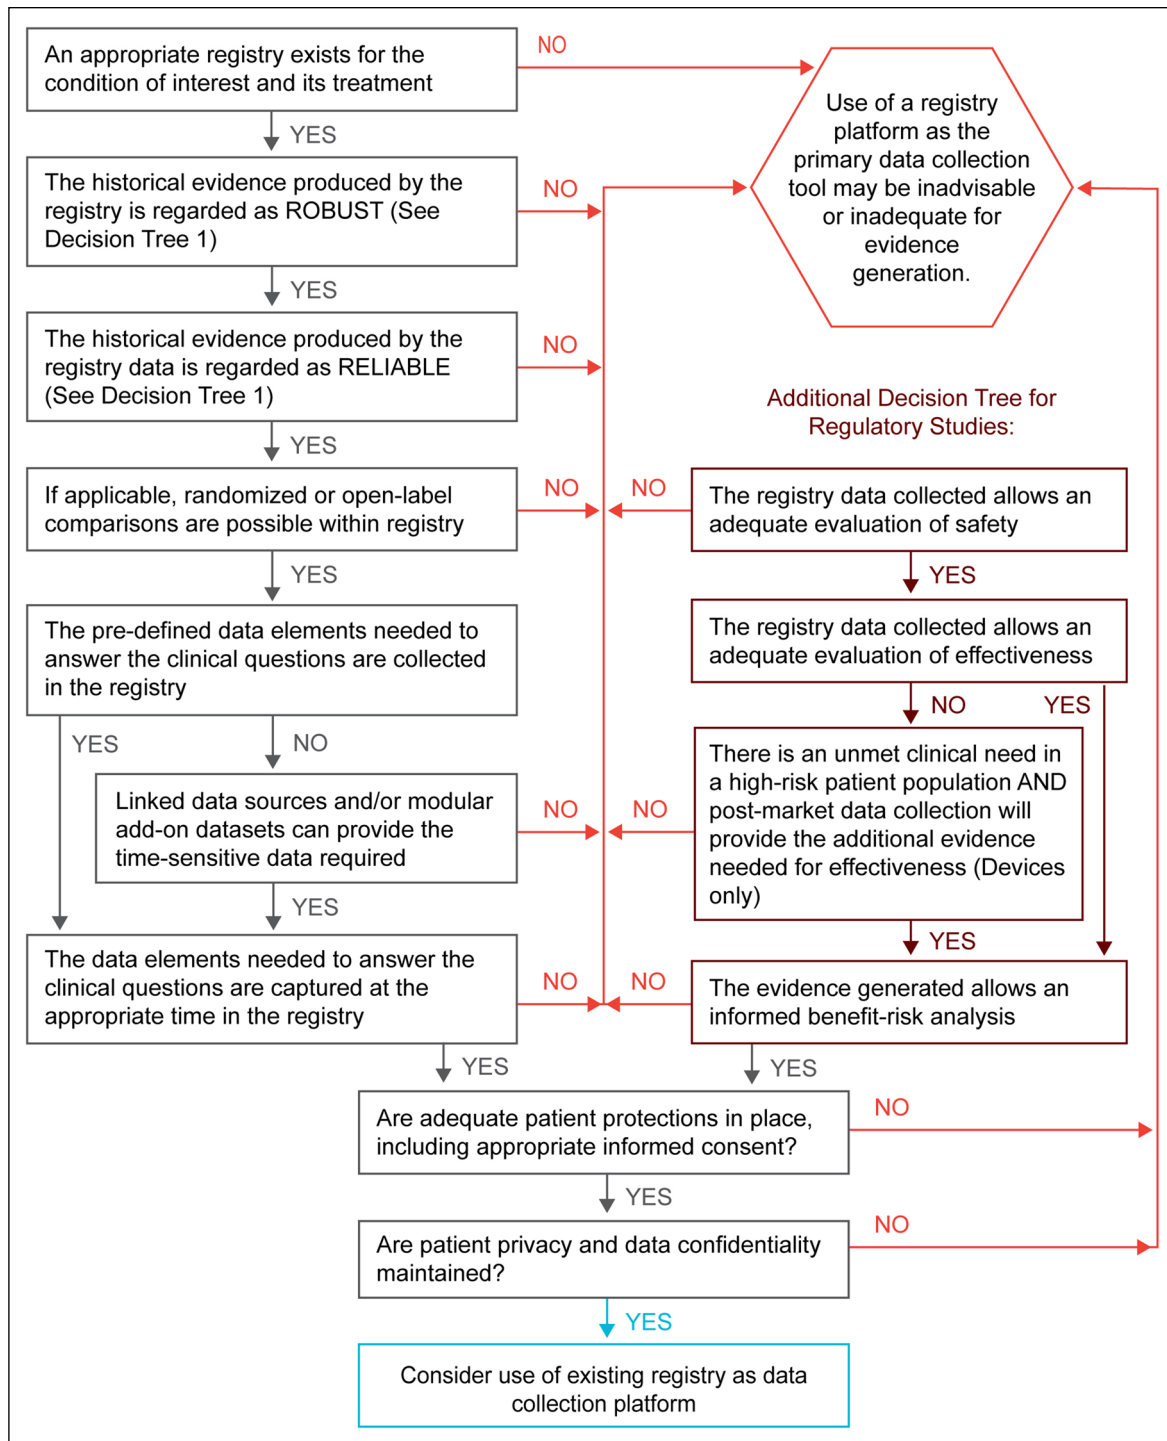 An appropriate registry exists for the
condition of interest and its treatment
NO
YES
Use of a registry
platform as the
primary data collection
tool may be inadvisable
or inadequate for
evidence
generation.
The historical evidence produced by the
registry is regarded as ROBUST (See
Decision Tree 1)
NO
YES
The historical evidence produced by the
registry data is regarded as RELIABLE
(See Decision Tree 1)
NO
YES
If applicable, randomized or open-label
comparisons are possible within registry
NO
YES
The pre-defined data elements needed to
answer the clinical questions are collected
in the registry
YES
NO
Linked data sources and/or modular
add-on datasets can provide the
time-sensitive data required
NO
YES
The data elements needed to answer the
clinical questions are captured at the
appropriate time in the registry
NO
YES
Additional Decision Tree for
Regulatory Studies:
The registry data collected allows an
adequate evaluation of safety
NO
YES
The registry data collected allows an
adequate evaluation of effectiveness
NO
YES
There is an unmet clinical need in
a high-risk patient population AND
post-market data collection will
provide the additional evidence
needed for effectiveness (Devices
only)
NO
YES
The evidence generated allows an
informed benefit-risk analysis
NO
YES
Are adequate patient protections in place,
including appropriate informed consent?
NO
YES
Are patient privacy and data confidentiality
maintained?
NO
YES
Consider use of existing registry as data
collection platform